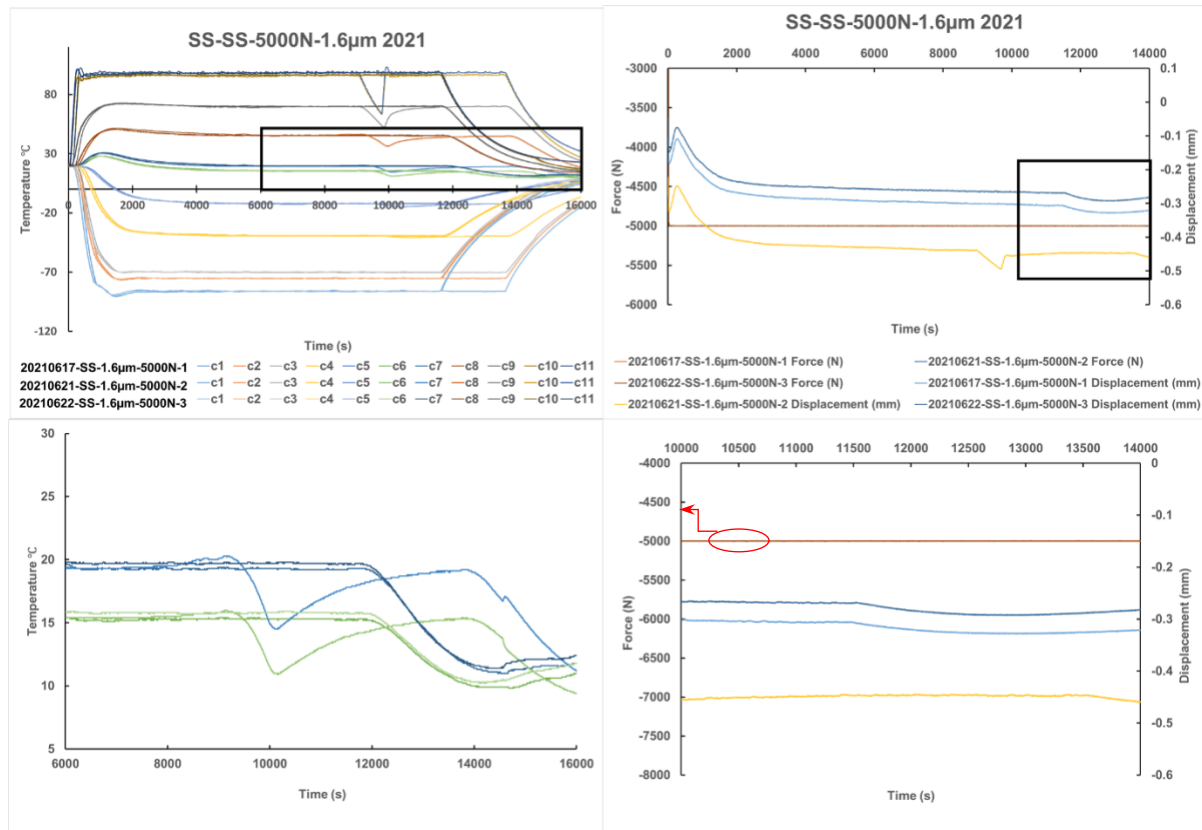 SS-SS-5000N-1.6µm 2021
80
30
-20
-70
-120
0 2000 4000 6000 8000 10000 12000 14000 16000
Temperature ℃
Time (s)
20210617-SS-1.6µm-5000N-1 c1 c2 c3 c4 c5 c6 c7 c8 c9 c10 c11
20210621-SS-1.6µm-5000N-2 c1 c2 c3 c4 c5 c6 c7 c8 c9 c10 c11
20210622-SS-1.6µm-5000N-3 c1 c2 c3 c4 c5 c6 c7 c8 c9 c10 c11
SS-SS-5000N-1.6µm 2021
0 2000 4000 6000 8000 10000 12000 14000
-3000 0.1
-3500 0
-4000 -0.1
-4500 -0.2
-5000 -0.3
-5500 -0.4
-0.5
-6000 -0.6
Force (N)
Displacement (mm)
Time (s)
20210617-SS-1.6µm-5000N-1 Force (N) 20210621-SS-1.6µm-5000N-2 Force (N)
20210622-SS-1.6µm-5000N-3 Force (N) 20210617-SS-1.6µm-5000N-1 Displacement (mm)
20210621-SS-1.6µm-5000N-2 Displacement (mm) 20210622-SS-1.6µm-5000N-3 Displacement (mm)
30
25
20
15
10
5
6000 8000 10000 12000 14000 16000
Temperature ℃
Time (s)
10000 10500 11000 11500 12000 12500 13000 13500 14000
-4000 0
-4500 -0.1
-5000
-5500 -0.2
-6000 -0.3
-6500 -0.4
-7000
-7500 -0.5
-8000 -0.6
Force (N)
Displacement (mm)
Time (s)